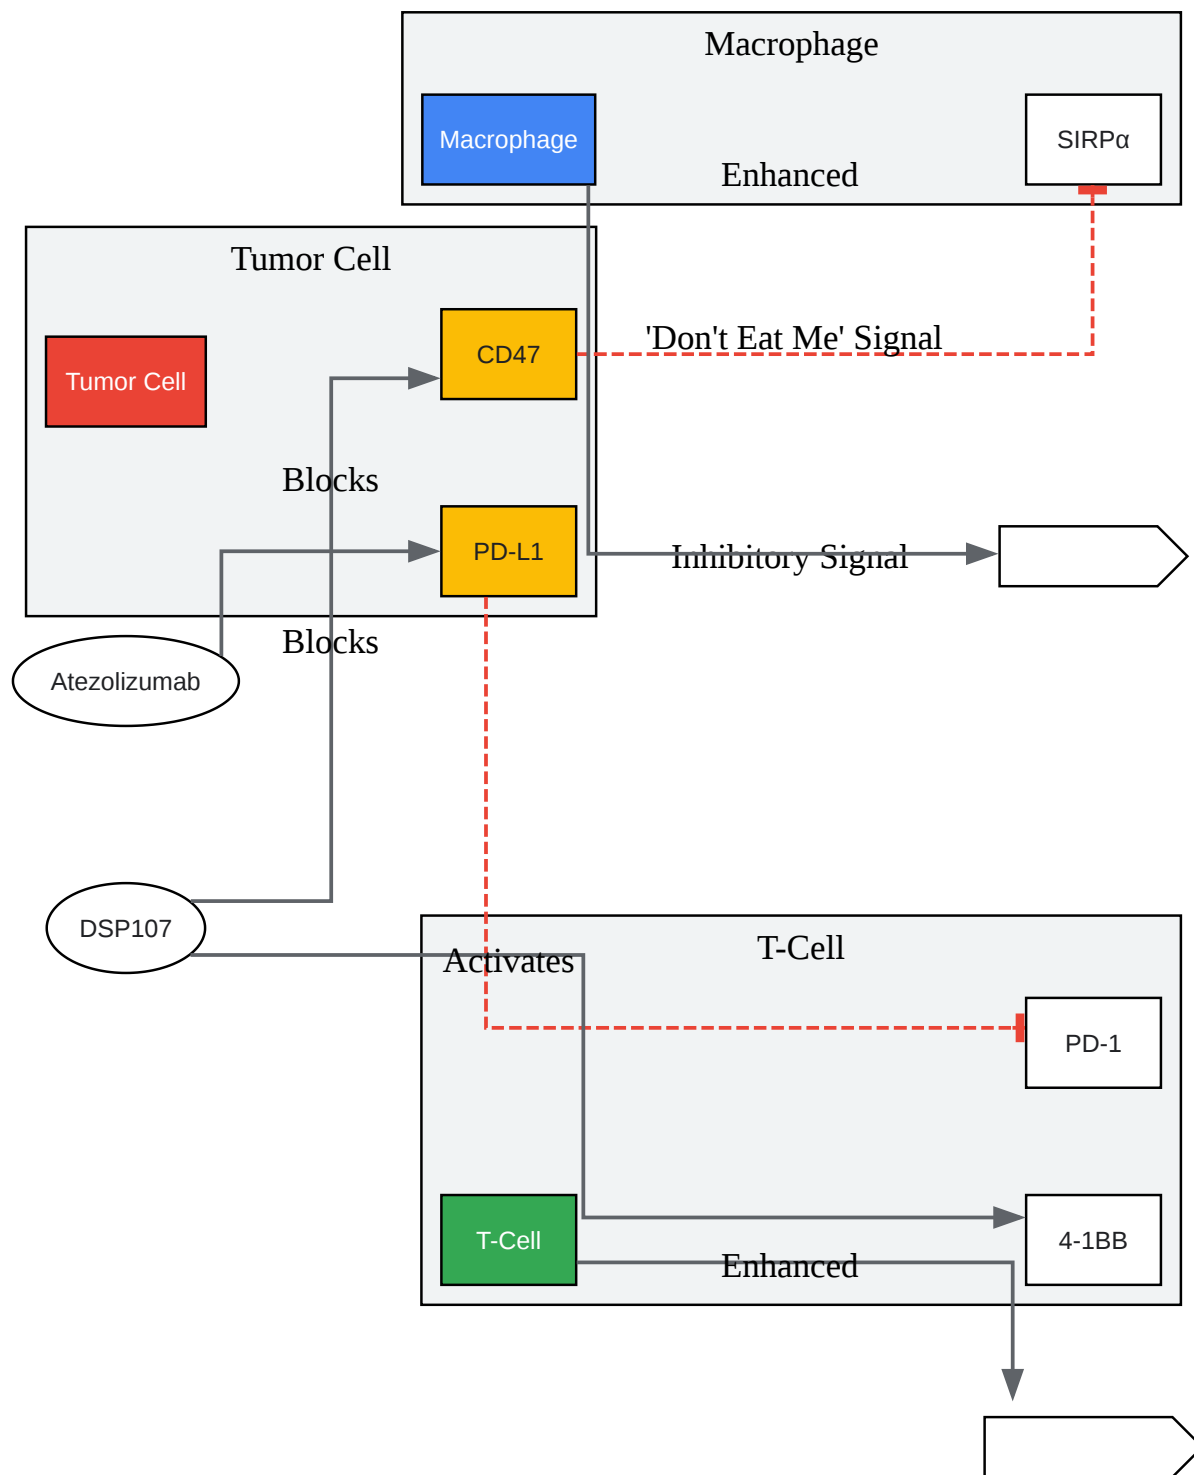 Macrophage
Macrophage
SIRPα
Enhanced
Tumor Cell
CD47
'Don't Eat Me' Signal
Tumor Cell
Blocks
PD-L1
Inhibitory Signal
Blocks
Atezolizumab
DSP107
T-Cell
Activates
PD-1
T-Cell
4-1BB
Enhanced